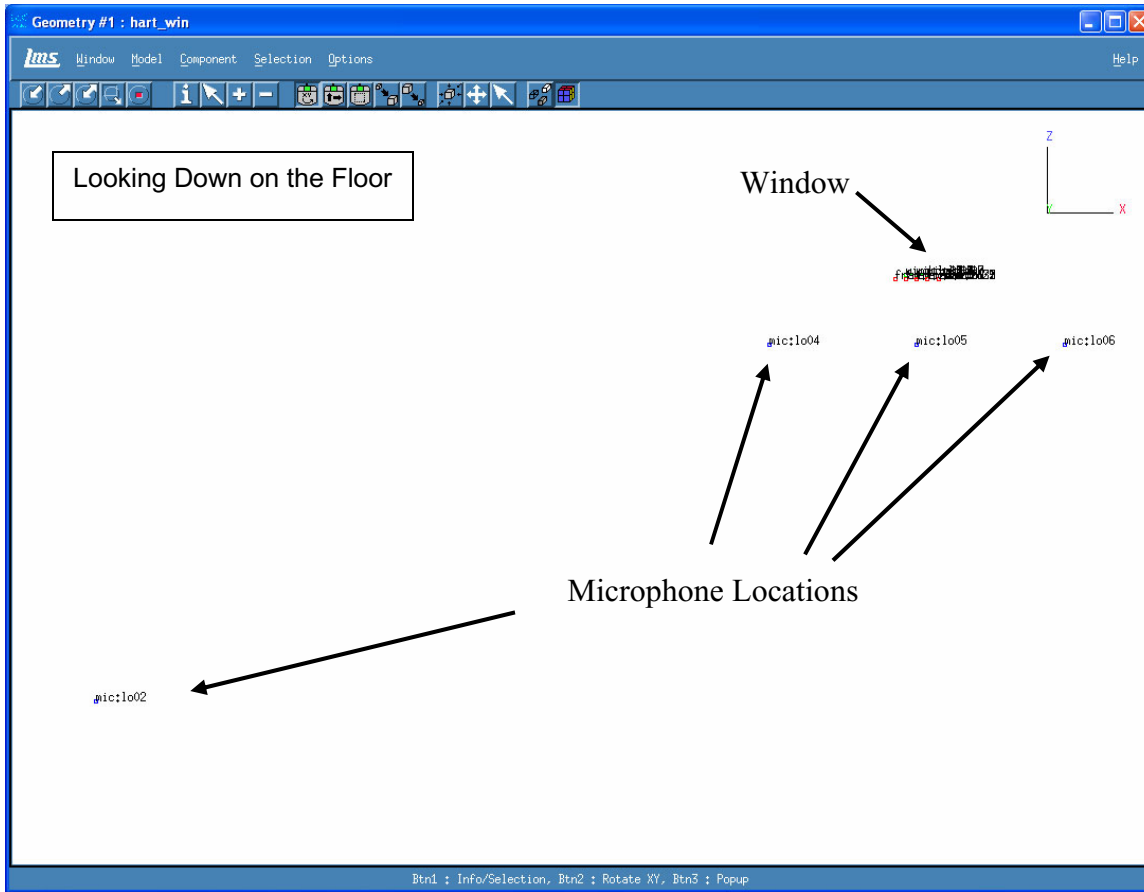 Geometry #1 : hart_win
lms Window Model Component Selection Options Help
Looking Down on the Floor
Window
Z
Y X
mic:lo04 mic:lo05 mic:lo06
Microphone Locations
mic:lo02
Btn1 : Info/Selection, Btn2 : Rotate XY, Btn3 : Popup